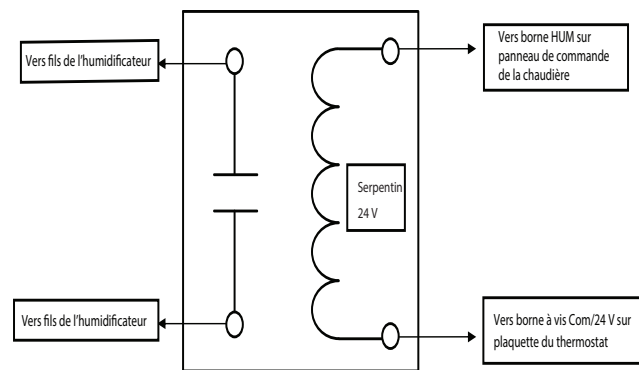 Vers fils de l'humidificateur
Vers borne HUM sur
panneau de commande
de la chaudière
Serpentin
24 V
Vers fils de l'humidificateur
Vers borne à vis Com/24 V sur
plaquette du thermostat